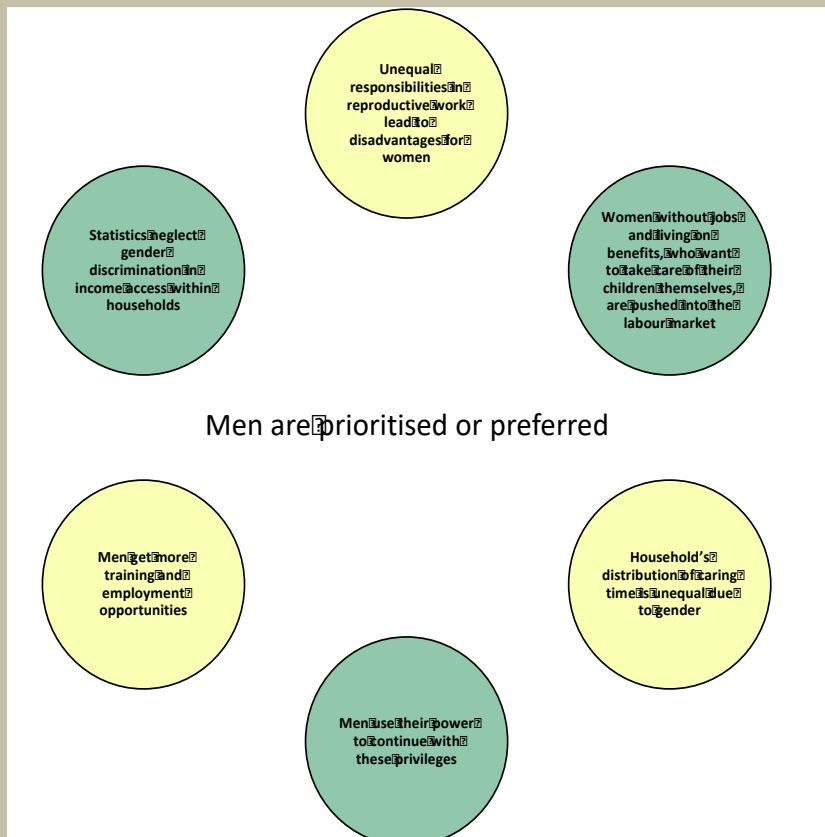 Unequal
responsibilities in
reproductive work
lead to
disadvantages for
women
Statistics neglect
gender
discrimination in
income access within
households
Women without jobs
and living on
benefits, who want
to take care of their
children themselves,
are pushed into the
labour market
Men are prioritised or preferred
Men get more
training and
employment
opportunities
Household's
distribution of caring
time is unequal due
to gender
Men use their power
to continue with
these privileges